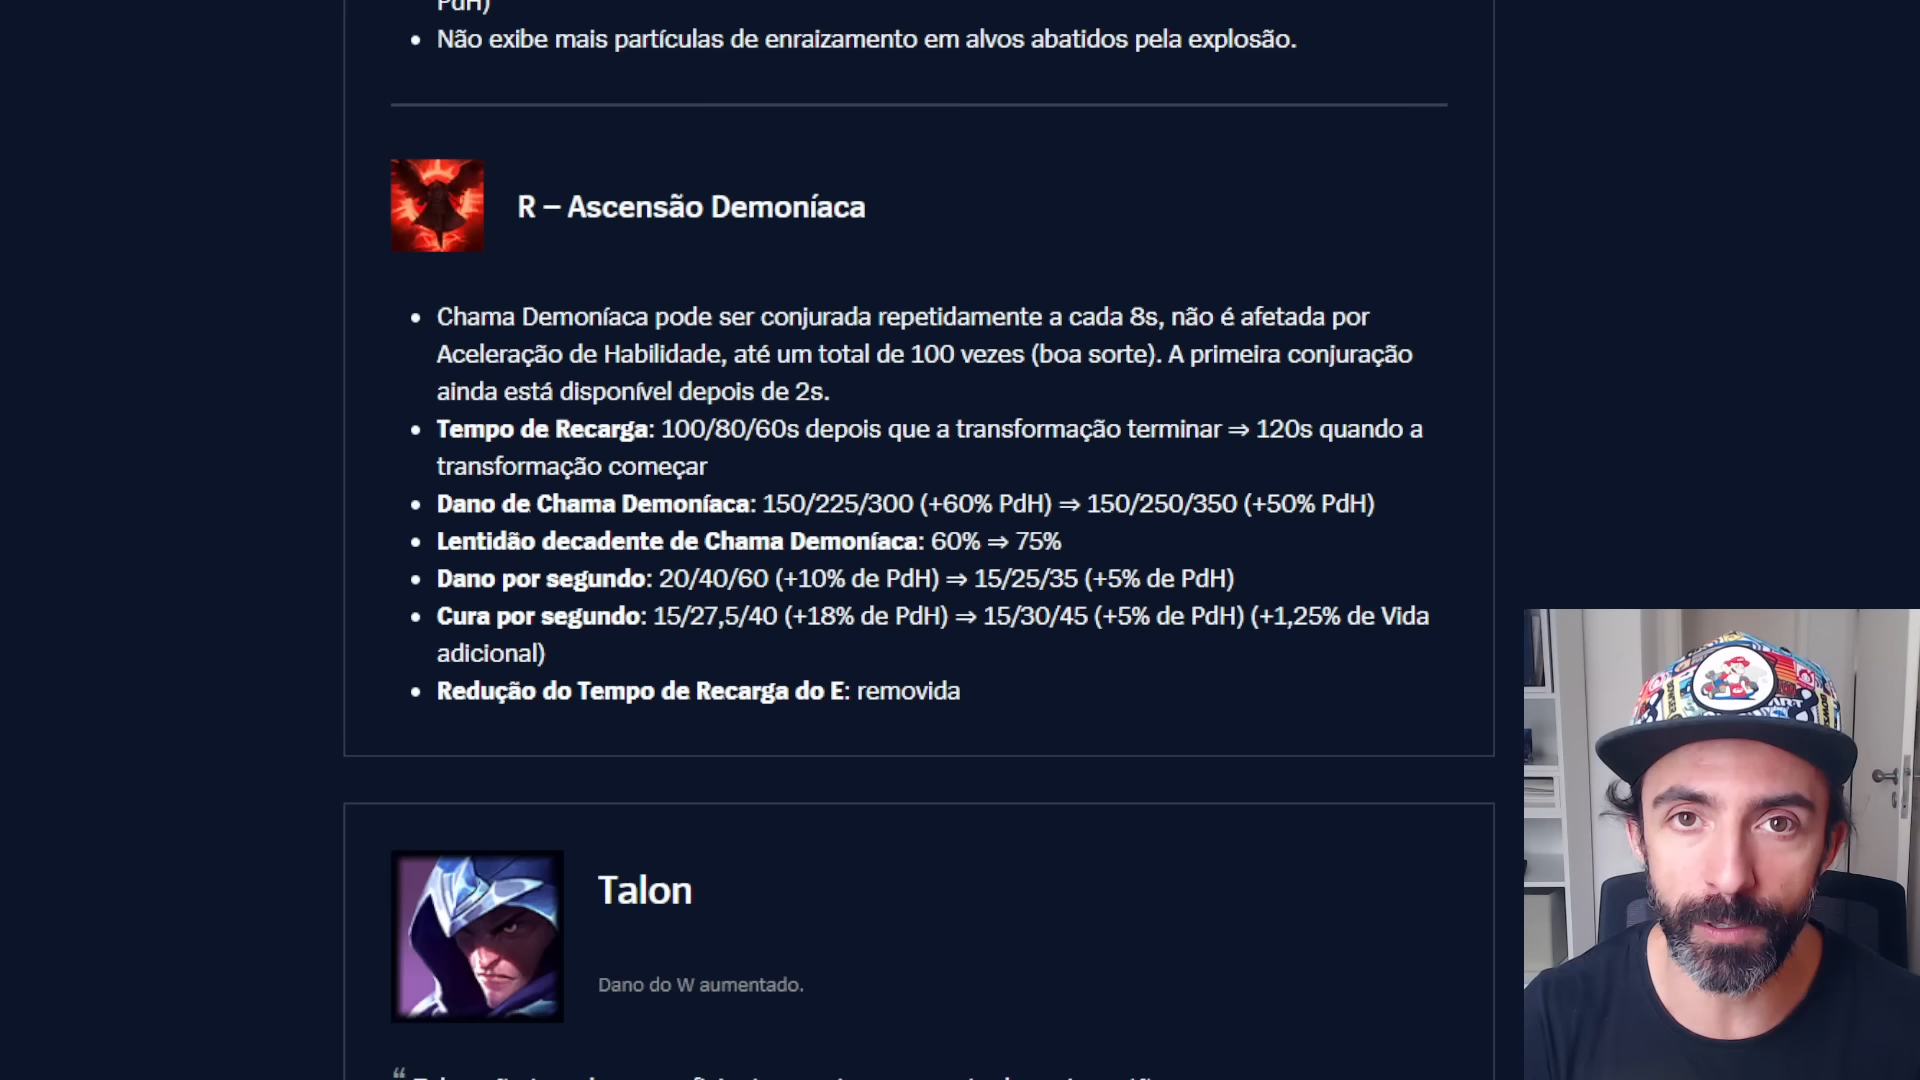 PdH)
• Não exibe mais partículas de enraizamento em alvos abatidos pela explosão.
R – Ascensão Demoníaca
• Chama Demoníaca pode ser conjurada repetidamente a cada 8s, não é afetada por
Aceleração de Habilidade, até um total de 100 vezes (boa sorte). A primeira conjuração
ainda está disponível depois de 2s.
• Tempo de Recarga: 100/80/60s depois que a transformação terminar ⇒ 120s quando a
transformação começar
• Dano de Chama Demoníaca: 150/225/300 (+60% PdH) ⇒ 150/250/350 (+50% PdH)
• Lentidão decadente de Chama Demoníaca: 60% ⇒ 75%
• Dano por segundo: 20/40/60 (+10% de PdH) ⇒ 15/25/35 (+5% de PdH)
• Cura por segundo: 15/27,5/40 (+18% de PdH) ⇒ 15/30/45 (+5% de PdH) (+1,25% de Vida
adicional)
• Redução do Tempo de Recarga do E: removida
Talon
Dano do W aumentado.